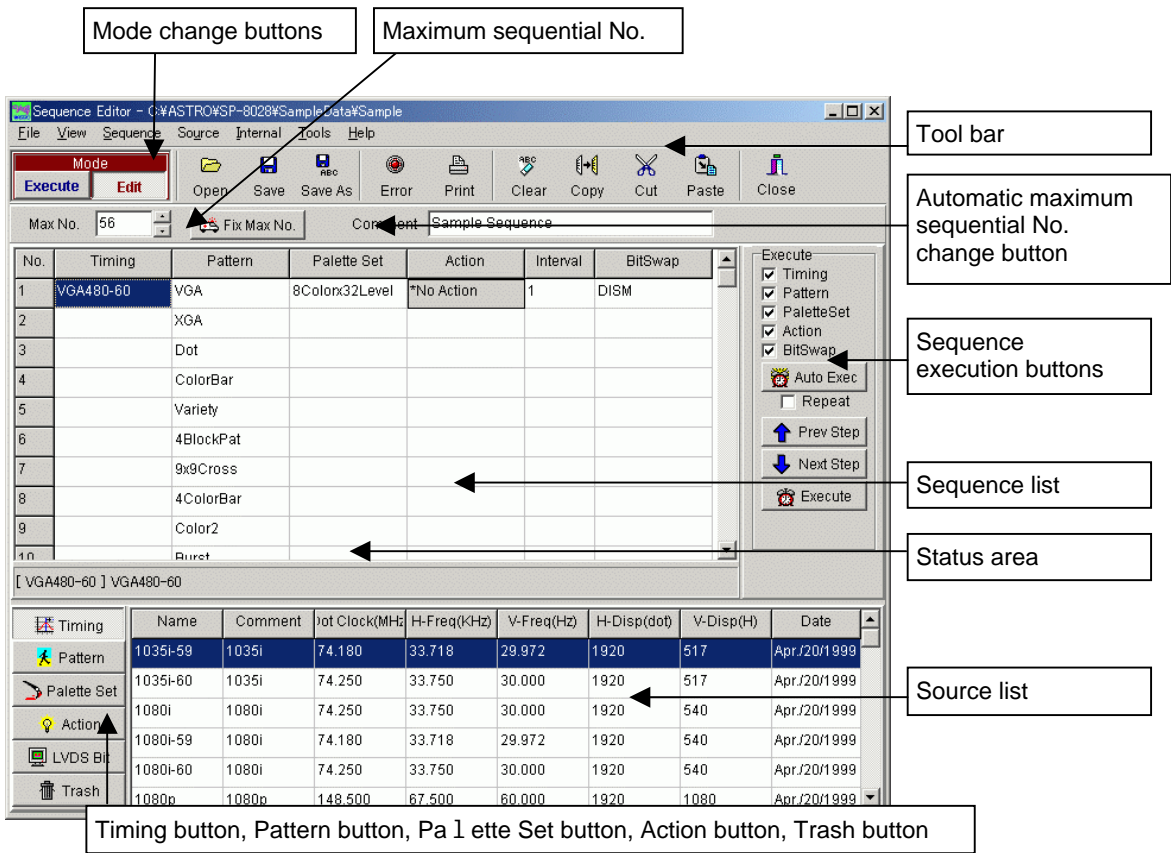 Mode change buttons
Maximum sequential No.
Sequence Editor - C:¥ASTRO¥SP-8028¥SampleData¥Sample
File View Sequence Source Internal Tools Help
Tool bar
Mode
Execute Edit
Open Save Save As Error Print Clear Copy Cut Paste Close
Automatic maximum
sequential No.
change button
Max No. 56 Fix Max No. Comment Sample Sequence
No. Timing Pattern Palette Set Action Interval BitSwap
1 VGA480-60 VGA 8Colorx32Level *No Action 1 DISM
2 XGA
3 Dot
4 ColorBar
5 Variety
6 4BlockPat
7 9x9Cross
8 4ColorBar
9 Color2
10 Burst
Execute
Timing
Pattern
PaletteSet
Action
BitSwap
Auto Exec
Repeat
Prev Step
Next Step
Execute
Sequence
execution buttons
Sequence list
Status area
[ VGA480-60 ] VGA480-60
Timing
Pattern
Palette Set
Action
LVDS Bit
Trash
Name Comment Dot Clock(MHz H-Freq(KHz) V-Freq(Hz) H-Disp(dot) V-Disp(H) Date
1035i-59 1035i 74.180 33.718 29.972 1920 517 Apr./20/1999
1035i-60 1035i 74.250 33.750 30.000 1920 517 Apr./20/1999
1080i 1080i 74.250 33.750 30.000 1920 540 Apr./20/1999
1080i-59 1080i 74.180 33.718 29.972 1920 540 Apr./20/1999
1080i-60 1080i 74.250 33.750 30.000 1920 540 Apr./20/1999
1080p 1080p 148.500 67.500 60.000 1920 1080 Apr./20/1999
Source list
Timing button, Pattern button, Palette Set button, Action button, Trash button